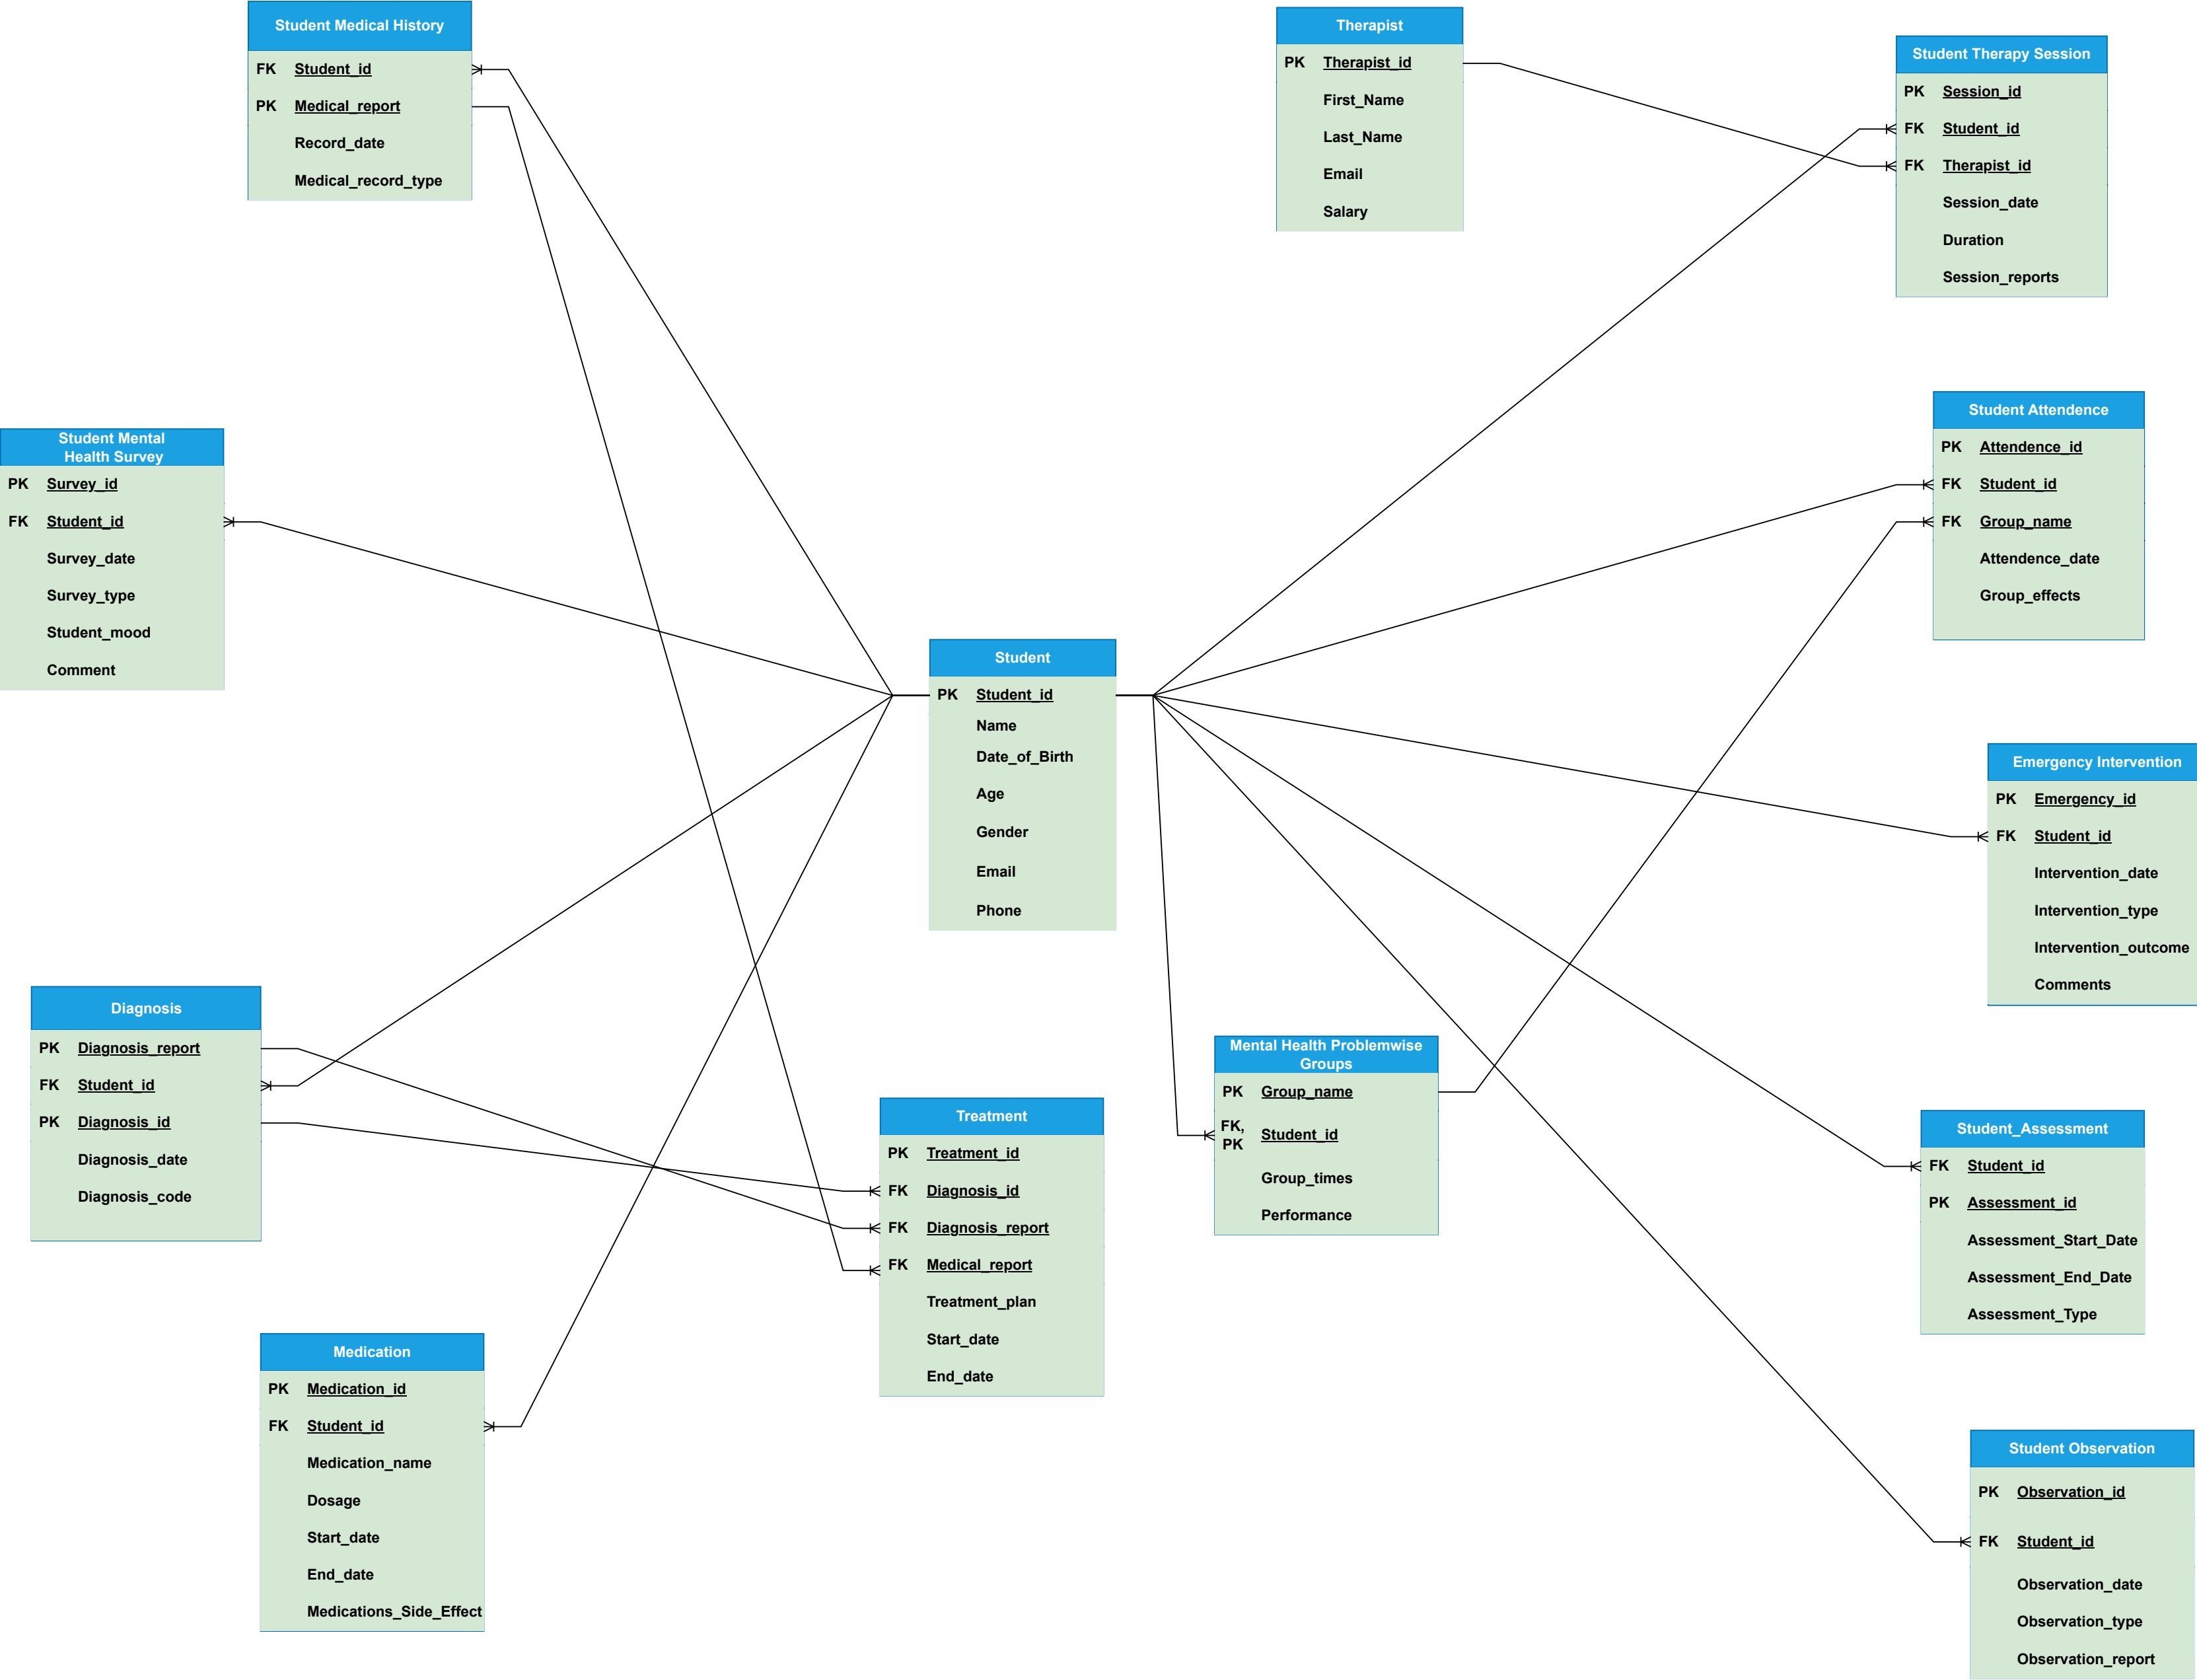 Student Medical History
FK Student_id
PK Medical_report
Record_date
Medical_record_type
Therapist
PK Therapist_id
First_Name
Last_Name
Email
Salary
Student Therapy Session
PK Session_id
FK Student_id
FK Therapist_id
Session_date
Duration
Session_reports
Student Mental
Health Survey
PK Survey_id
FK Student_id
Survey_date
Survey_type
Student_mood
Comment
Student Attendence
PK Attendence_id
FK Student_id
FK Group_name
Attendence_date
Group_effects
Student
PK Student_id
Name
Date_of_Birth
Age
Gender
Email
Phone
Emergency Intervention
PK Emergency_id
FK Student_id
Intervention_date
Intervention_type
Intervention_outcome
Comments
Diagnosis
PK Diagnosis_report
FK Student_id
PK Diagnosis_id
Diagnosis_date
Diagnosis_code
Mental Health Problemwise
Groups
PK Group_name
FK,
PK Student_id
Group_times
Performance
Treatment
PK Treatment_id
FK Diagnosis_id
FK Diagnosis_report
FK Medical_report
Treatment_plan
Start_date
End_date
Student_Assessment
FK Student_id
PK Assessment_id
Assessment_Start_Date
Assessment_End_Date
Assessment_Type
Medication
PK Medication_id
FK Student_id
Medication_name
Dosage
Start_date
End_date
Medications_Side_Effect
Student Observation
PK Observation_id
FK Student_id
Observation_date
Observation_type
Observation_report